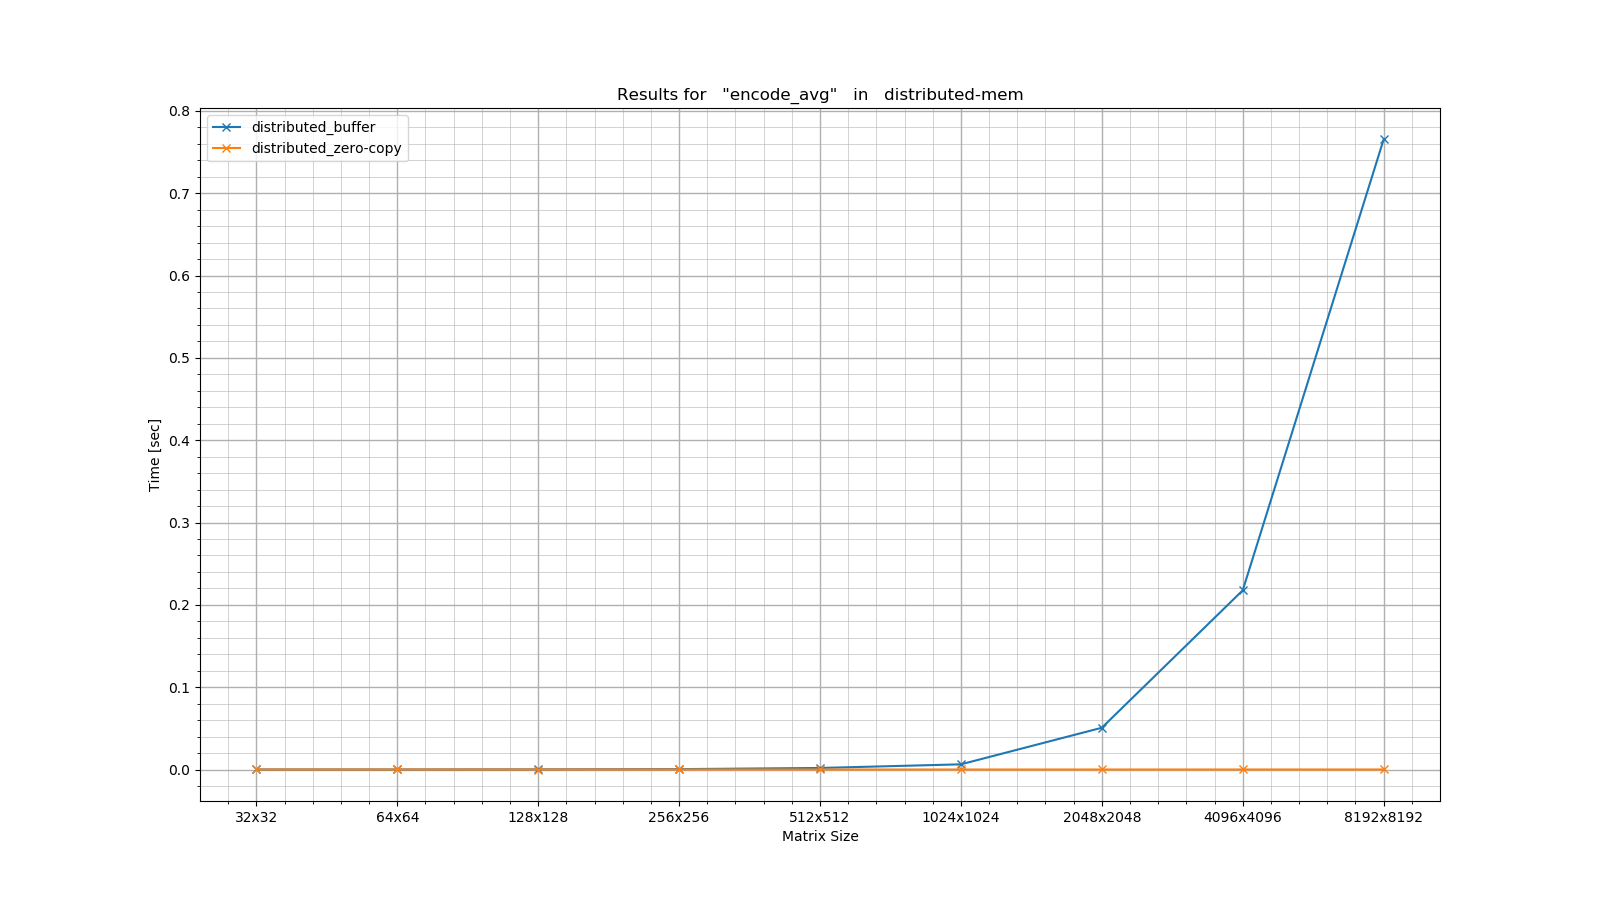 Results for "encode_avg" in distributed-mem
distributed_buffer
distributed_zero-copy
0.8
0.7
0.6
0.5
0.4
0.3
0.2
0.1
0.0
Time [sec]
32x32 64x64 128x128 256x256 512x512 1024x1024 2048x2048 4096x4096 8192x8192
Matrix Size